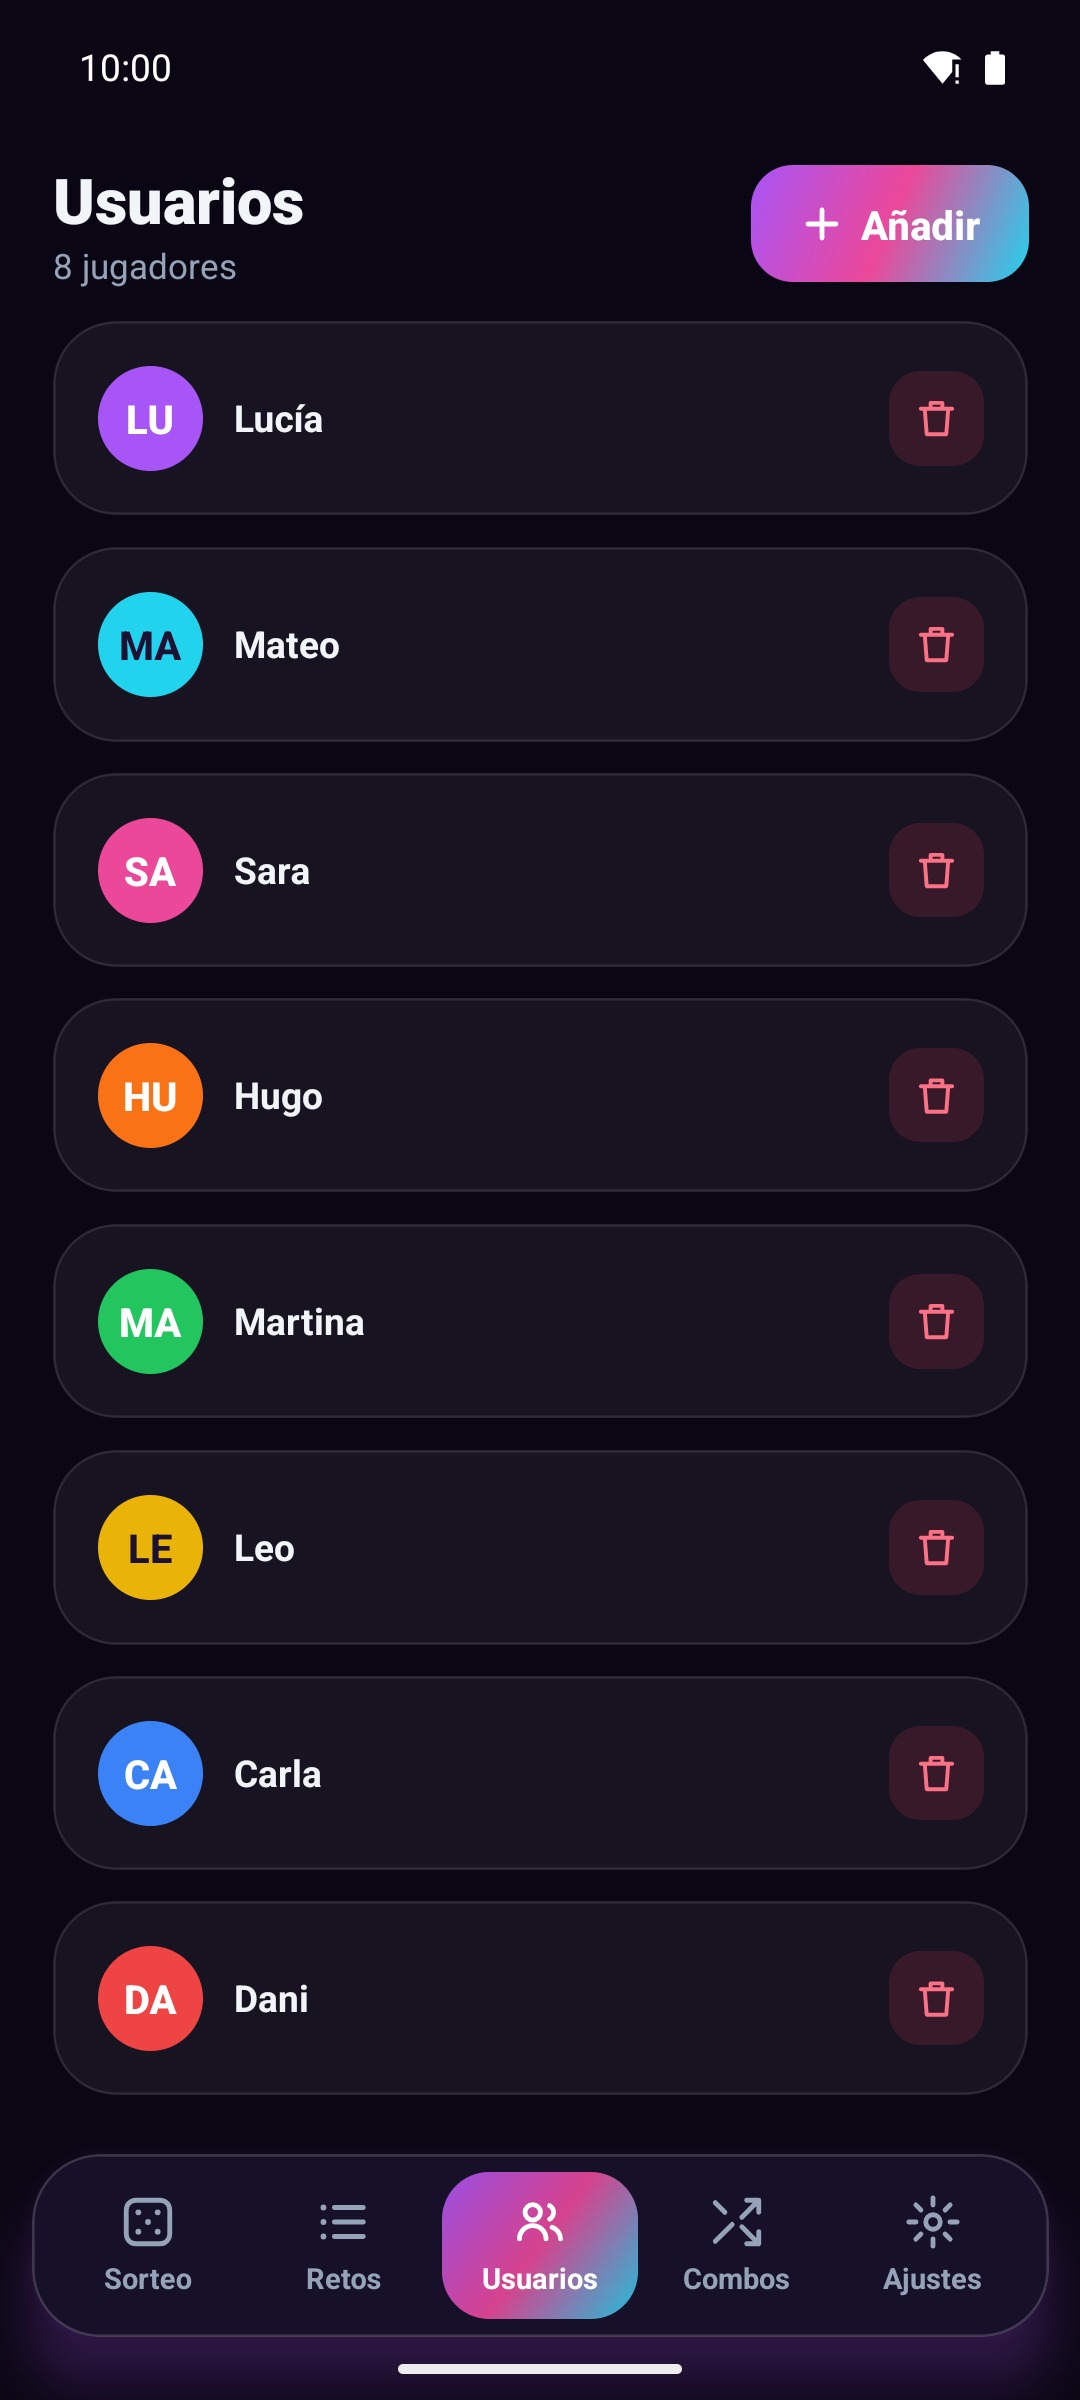 10:00
Usuarios
8 jugadores
Añadir
LU Lucía
MA Mateo
SA Sara
HU Hugo
MA Martina
LE Leo
CA Carla
DA Dani
Sorteo Retos Usuarios Combos Ajustes